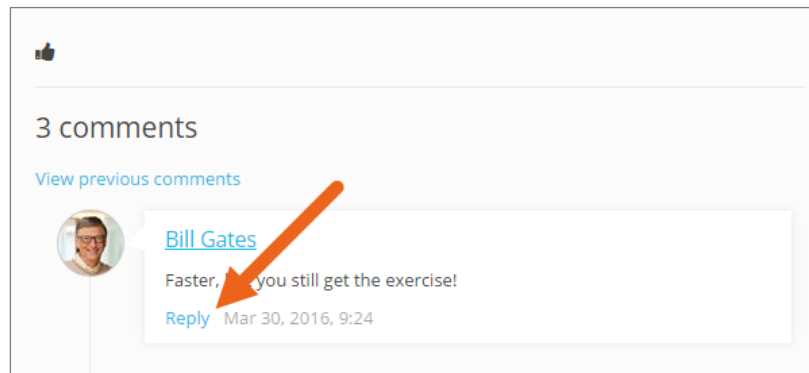 3 comments
View previous comments
Bill Gates
Faster, you still get the exercise!
Reply Mar 30, 2016, 9:24